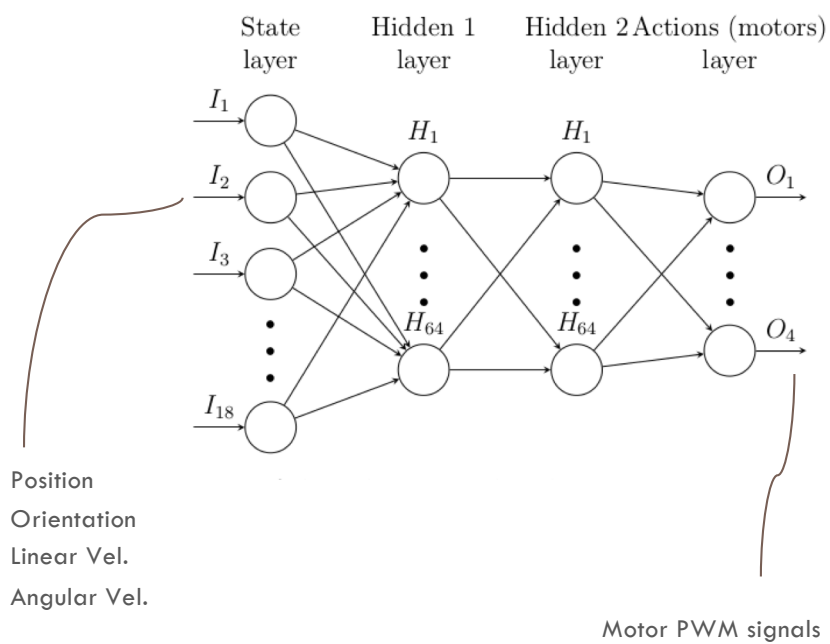 State
layer
Hidden 1
layer
Hidden 2
layer
Actions (motors)
layer
I₁
I₂
I₃
I₁₈
H₁
H₆₄
H₁
H₆₄
O₁
O₄
Position
Orientation
Linear Vel.
Angular Vel.
Motor PWM signals